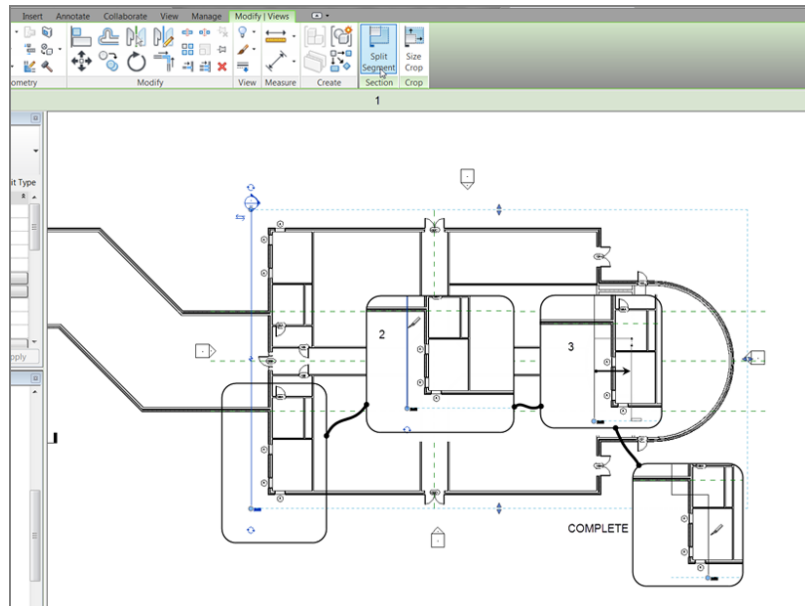 Insert Annotate Collaborate View Manage Modify | Views
Split
Segment
Size
Crop
ometry Modify View Measure Create Section Crop
1
it Type
pply
2
3
COMPLETE